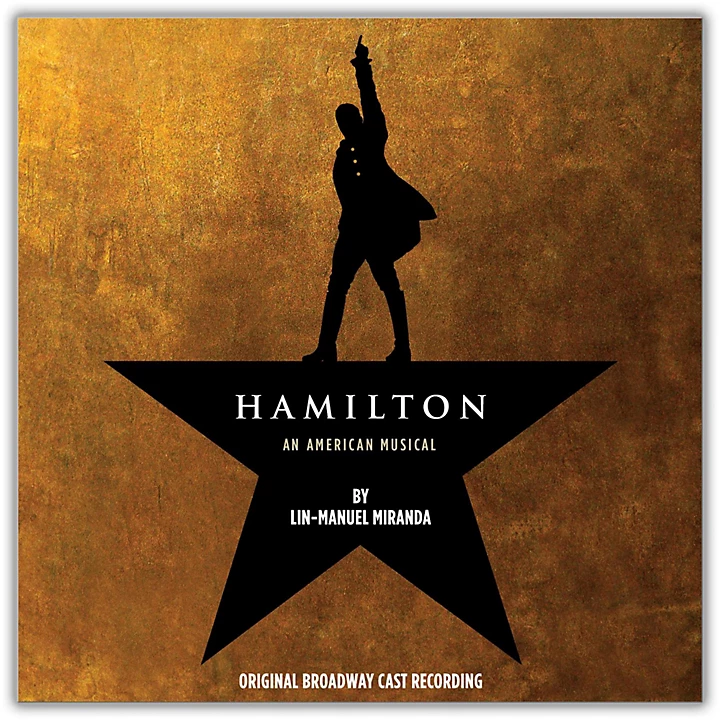 HAMILTON
AN AMERICAN MUSICAL
BY
LIN-MANUEL MIRANDA
ORIGINAL BROADWAY CAST RECORDING